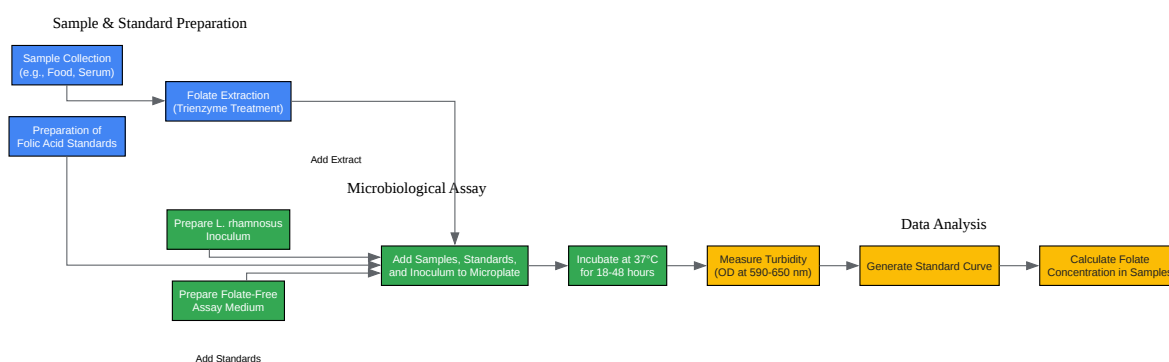 Sample & Standard Preparation
Sample Collection
(e.g., Food, Serum)
Folate Extraction
(Trienzyme Treatment)
Preparation of
Folic Acid Standards
Add Extract
Microbiological Assay
Prepare L. rhamnosus
Inoculum
Data Analysis
Add Samples, Standards,
and Inoculum to Microplate
Incubate at 37°C
for 18-48 hours
Measure Turbidity
(OD at 590-650 nm)
Generate Standard Curve
Calculate Folate
Concentration in Samples
Prepare Folate-Free
Assay Medium
Add Standards